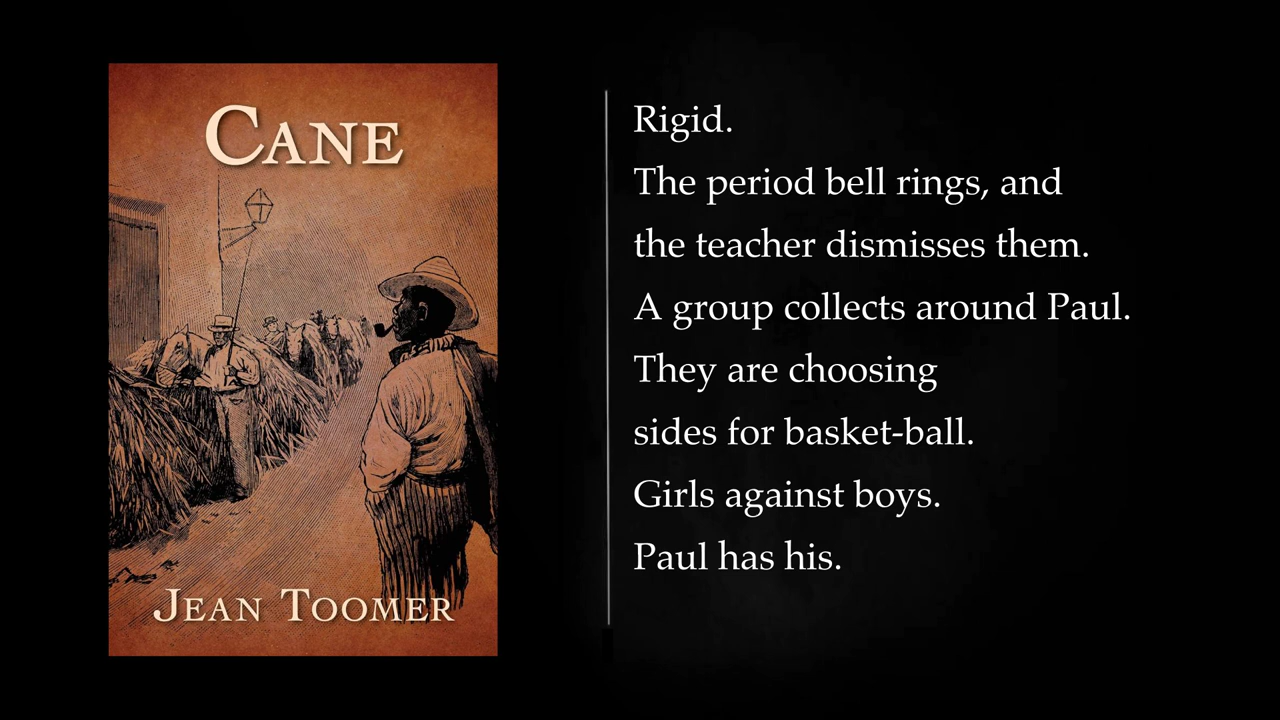 CANE
JEAN TOOMER
Rigid.
The period bell rings, and
the teacher dismisses them.
A group collects around Paul.
They are choosing
sides for basket-ball.
Girls against boys.
Paul has his.